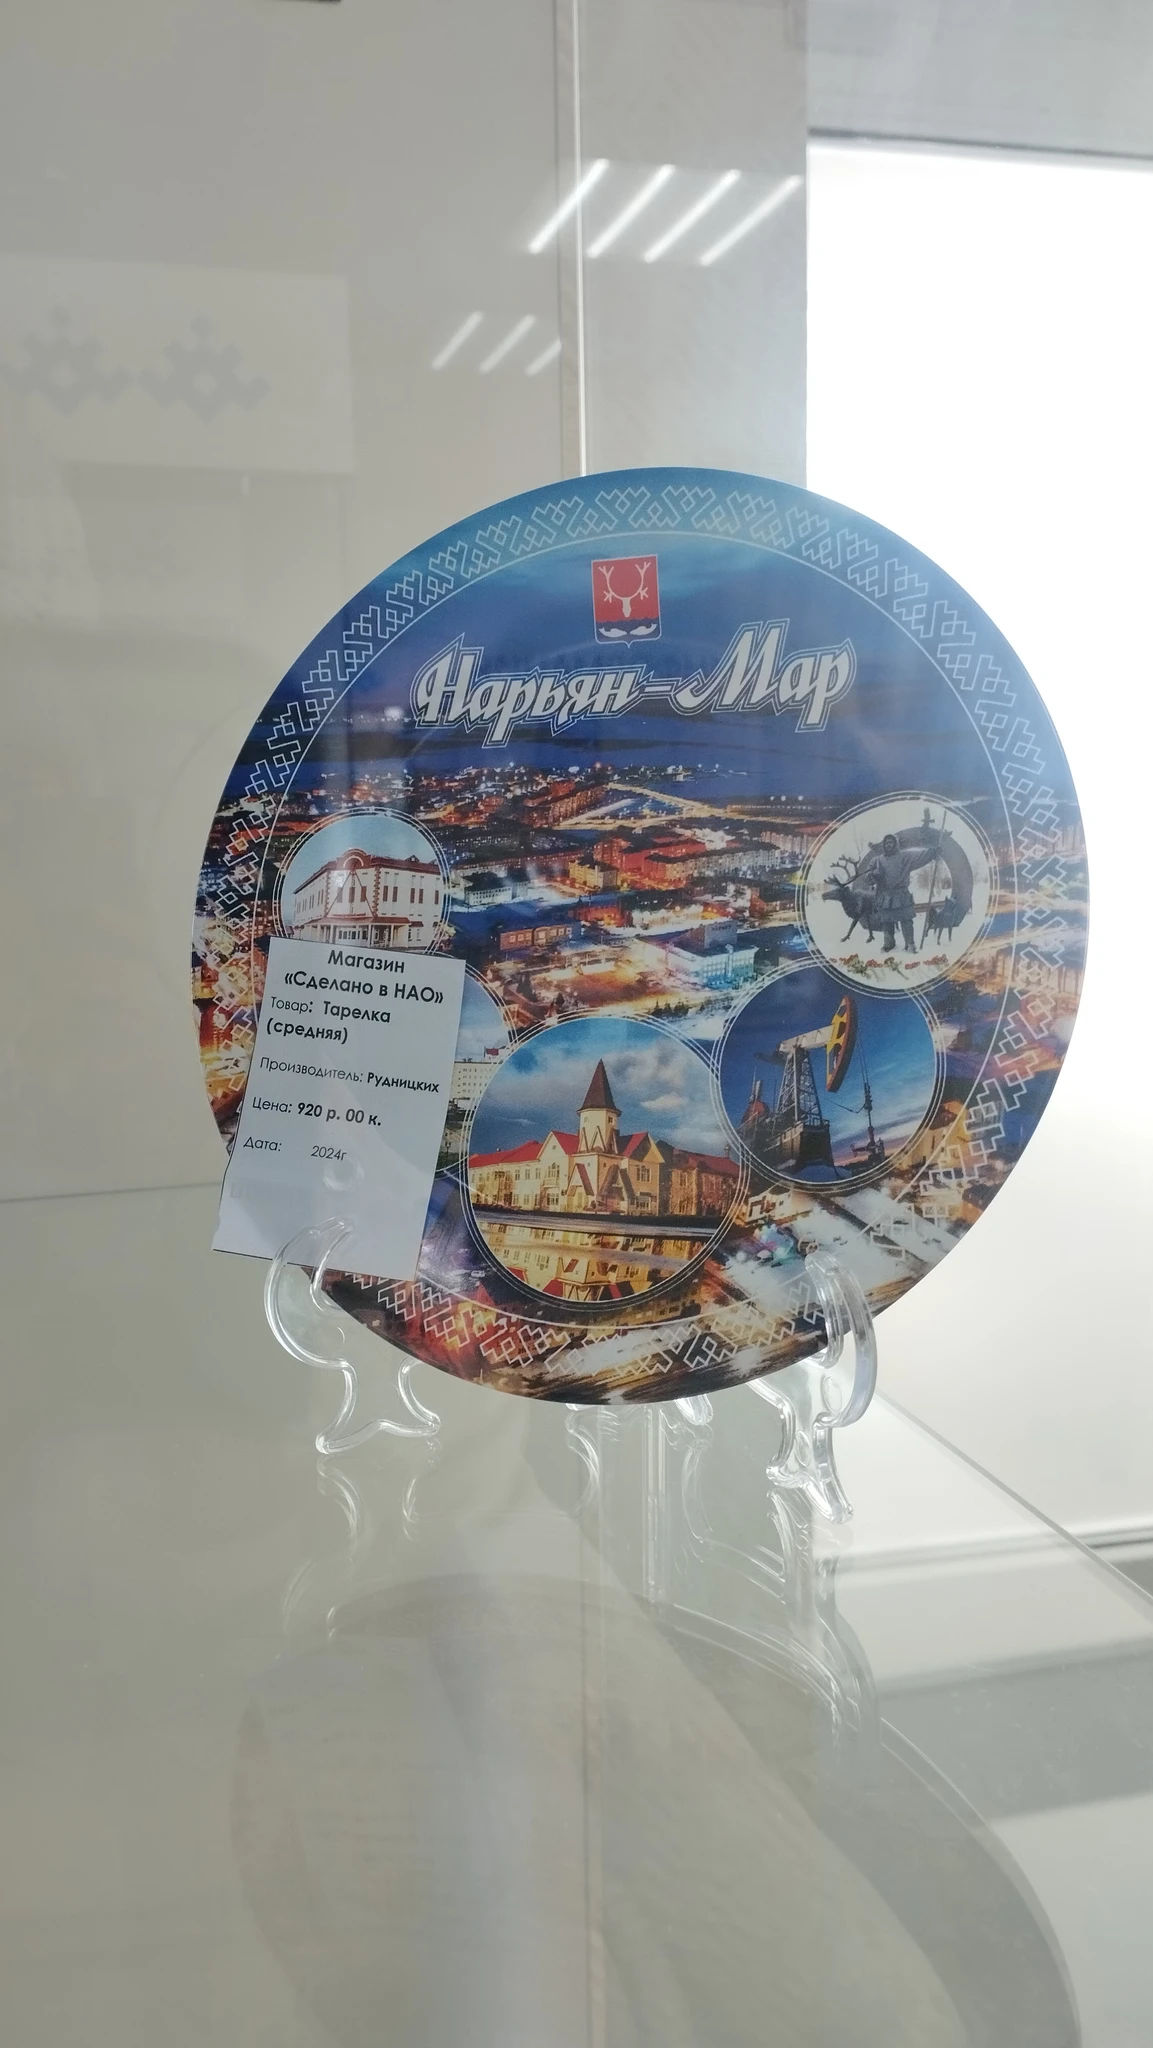 Нарьян-Мар
Магазин
«Сделано в НАО»
Товар: Тарелка
(средняя)
Производитель: Рудницких
Цена: 920 р. 00 к.
Дата: 2024г